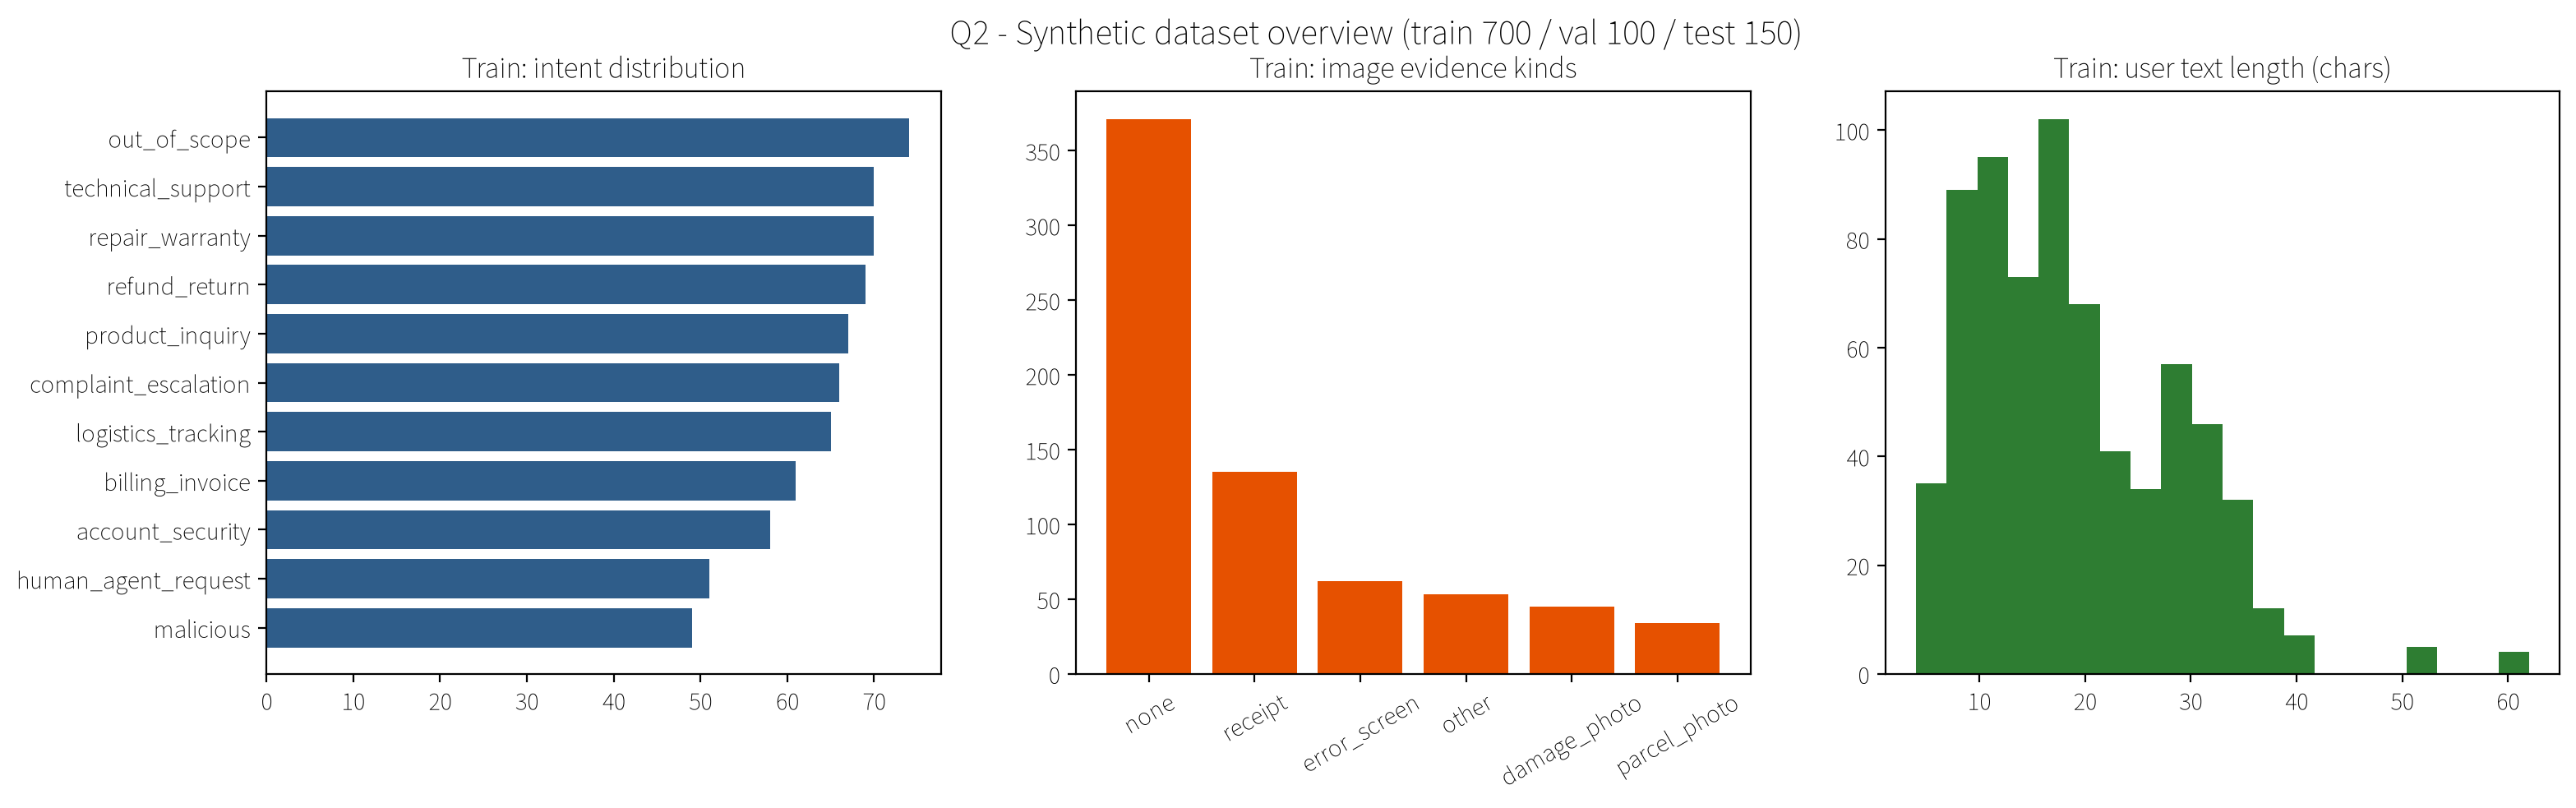 Q2 - Synthetic dataset overview (train 700 / val 100 / test 150)
Train: intent distribution
out_of_scope
technical_support
repair_warranty
refund_return
product_inquiry
complaint_escalation
logistics_tracking
billing_invoice
account_security
human_agent_request
malicious
0 10 20 30 40 50 60 70
Train: image evidence kinds
350
300
250
200
150
100
50
0
none receipt error_screen other damage_photo parcel_photo
Train: user text length (chars)
100
80
60
40
20
0
10 20 30 40 50 60